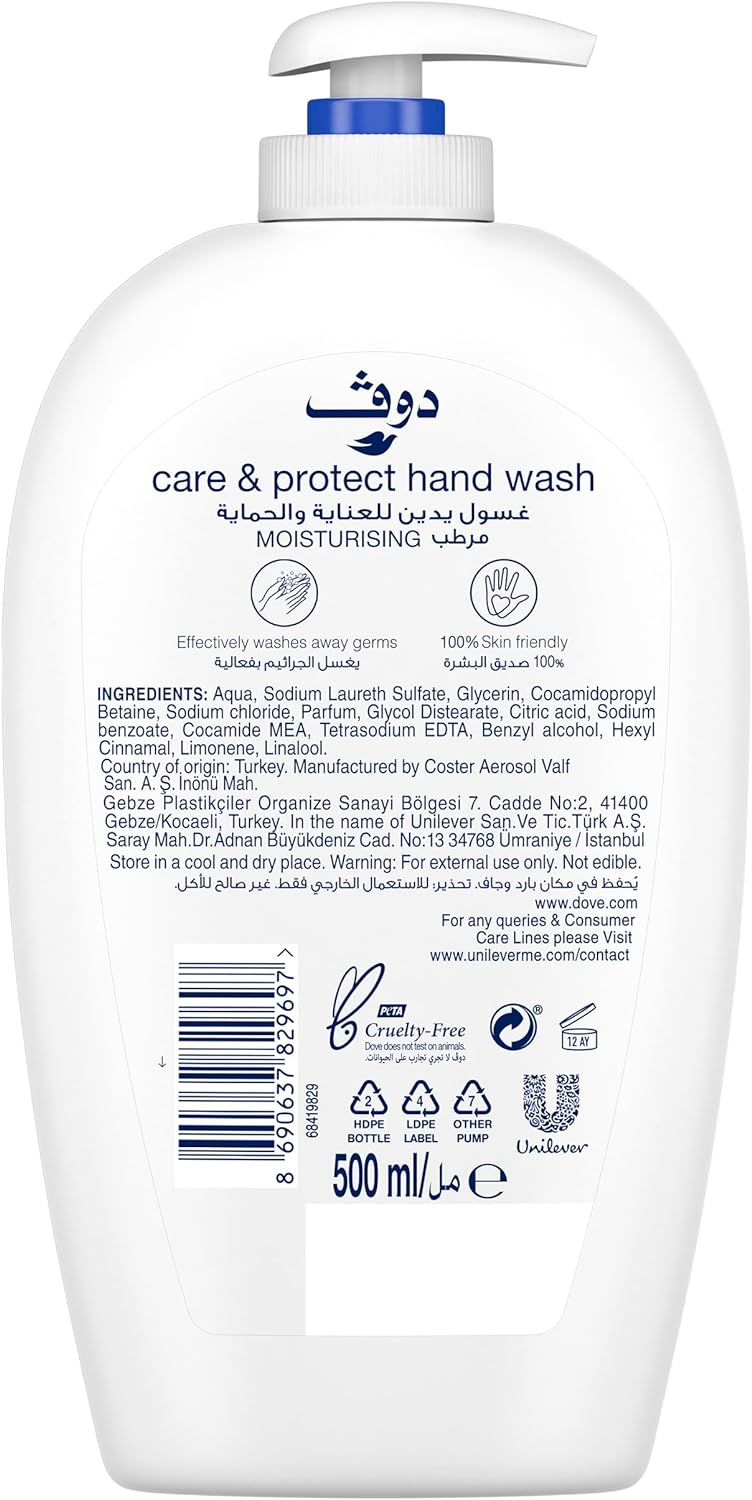 دوڤ
care & protect hand wash
غسول يدين للعناية والحماية
MOISTURISING مرطب
Effectively washes away germs
يغسل الجراثيم بفعالية
100% Skin friendly
100% صديق البشرة
INGREDIENTS: Aqua, Sodium Laureth Sulfate, Glycerin, Cocamidopropyl
Betaine, Sodium chloride, Parfum, Glycol Distearate, Citric acid, Sodium
benzoate, Cocamide MEA, Tetrasodium EDTA, Benzyl alcohol, Hexyl
Cinnamal, Limonene, Linalool.
Country of origin: Turkey. Manufactured by Coster Aerosol Valf
San. A. Ş. İnönü Mah.
Gebze Plastikçiler Organize Sanayi Bölgesi 7. Cadde No:2, 41400
Gebze/Kocaeli, Turkey. In the name of Unilever San.Ve Tic.Türk A.Ş.
Saray Mah.Dr.Adnan Büyükdeniz Cad. No:13 34768 Ümraniye / İstanbul
Store in a cool and dry place. Warning: For external use only. Not edible.
يُحفظ في مكان بارد وجاف. تحذير: للاستعمال الخارجي فقط. غير صالح للأكل.
www.dove.com
For any queries & Consumer
Care Lines please Visit
www.unileverme.com/contact
8 690637 829697 >
68419829
PETA
Cruelty-Free
Dove does not test on animals.
دوڤ لا تجري تجارب على الحيوانات.
®
12 AY
2
HDPE
BOTTLE
4
LDPE
LABEL
7
OTHER
PUMP
Unilever
500 ml/مل e